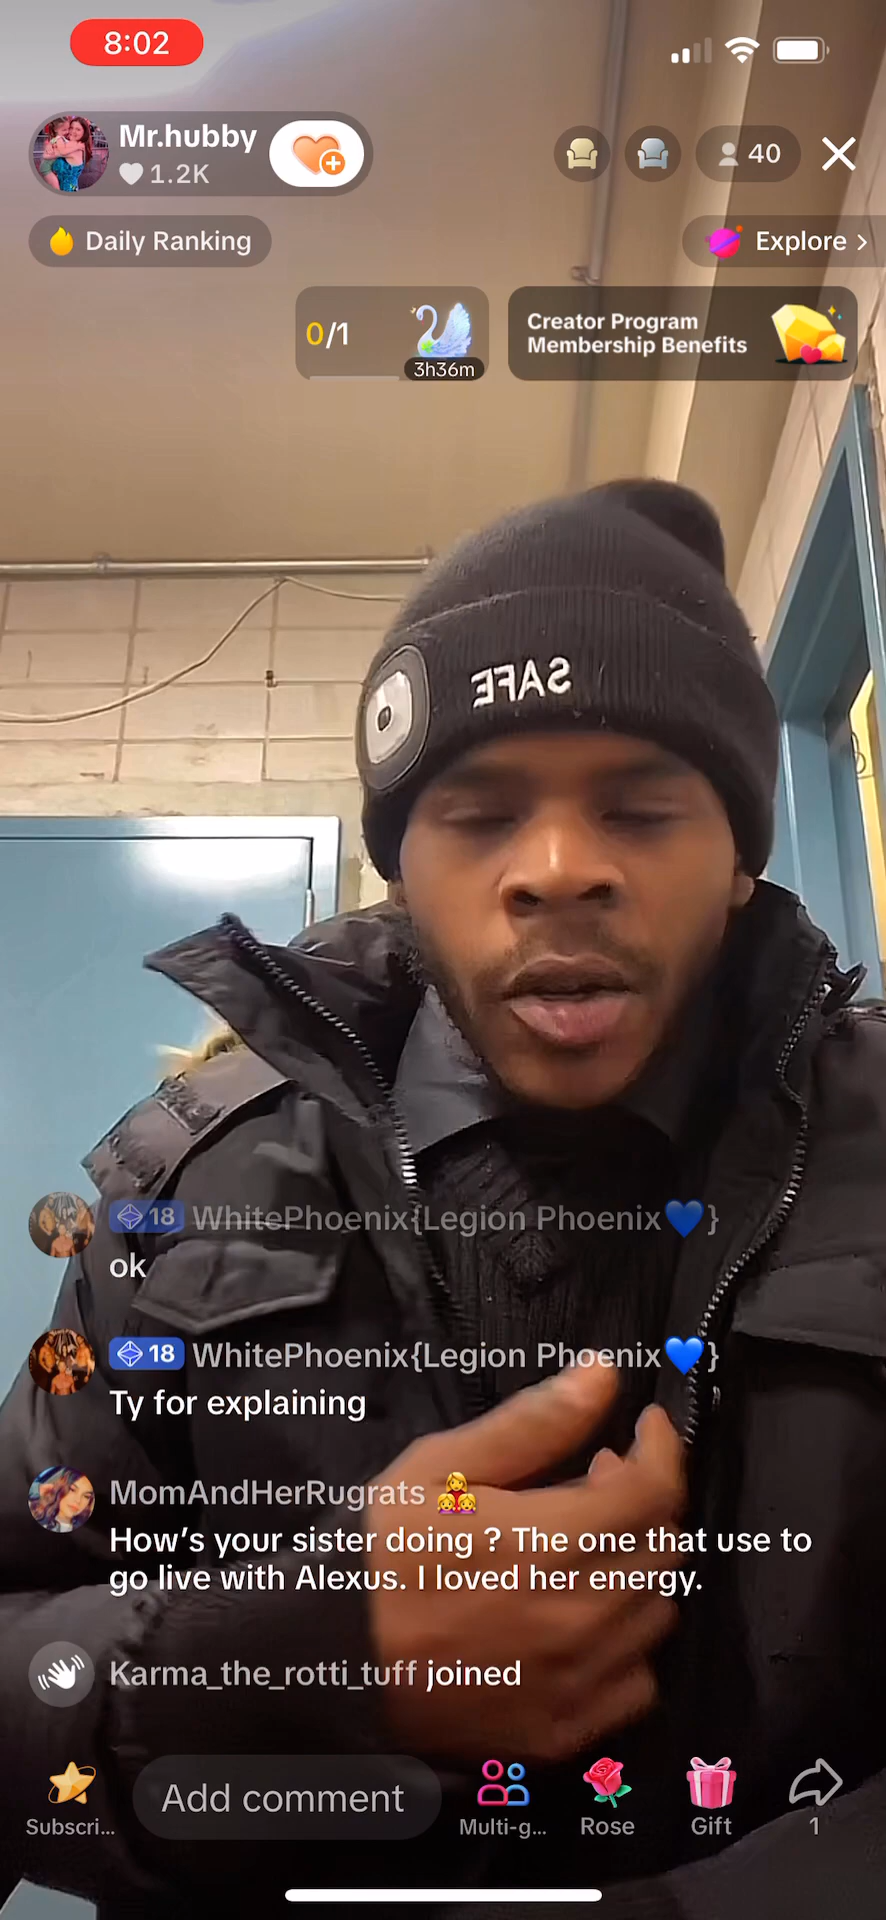 8:02
Mr.hubby
1.2K
40
Daily Ranking
Explore >
0/1
3h36m
Creator Program
Membership Benefits
SAFE
18 WhitePhoenix{Legion Phoenix💙}
ok
18 WhitePhoenix{Legion Phoenix💙}
Ty for explaining
MomAndHerRugrats 👩‍👧‍👧
How's your sister doing ? The one that use to
go live with Alexus. I loved her energy.
Karma_the_rotti_tuff joined
Add comment
Subscri...
Multi-g...
Rose
Gift
1